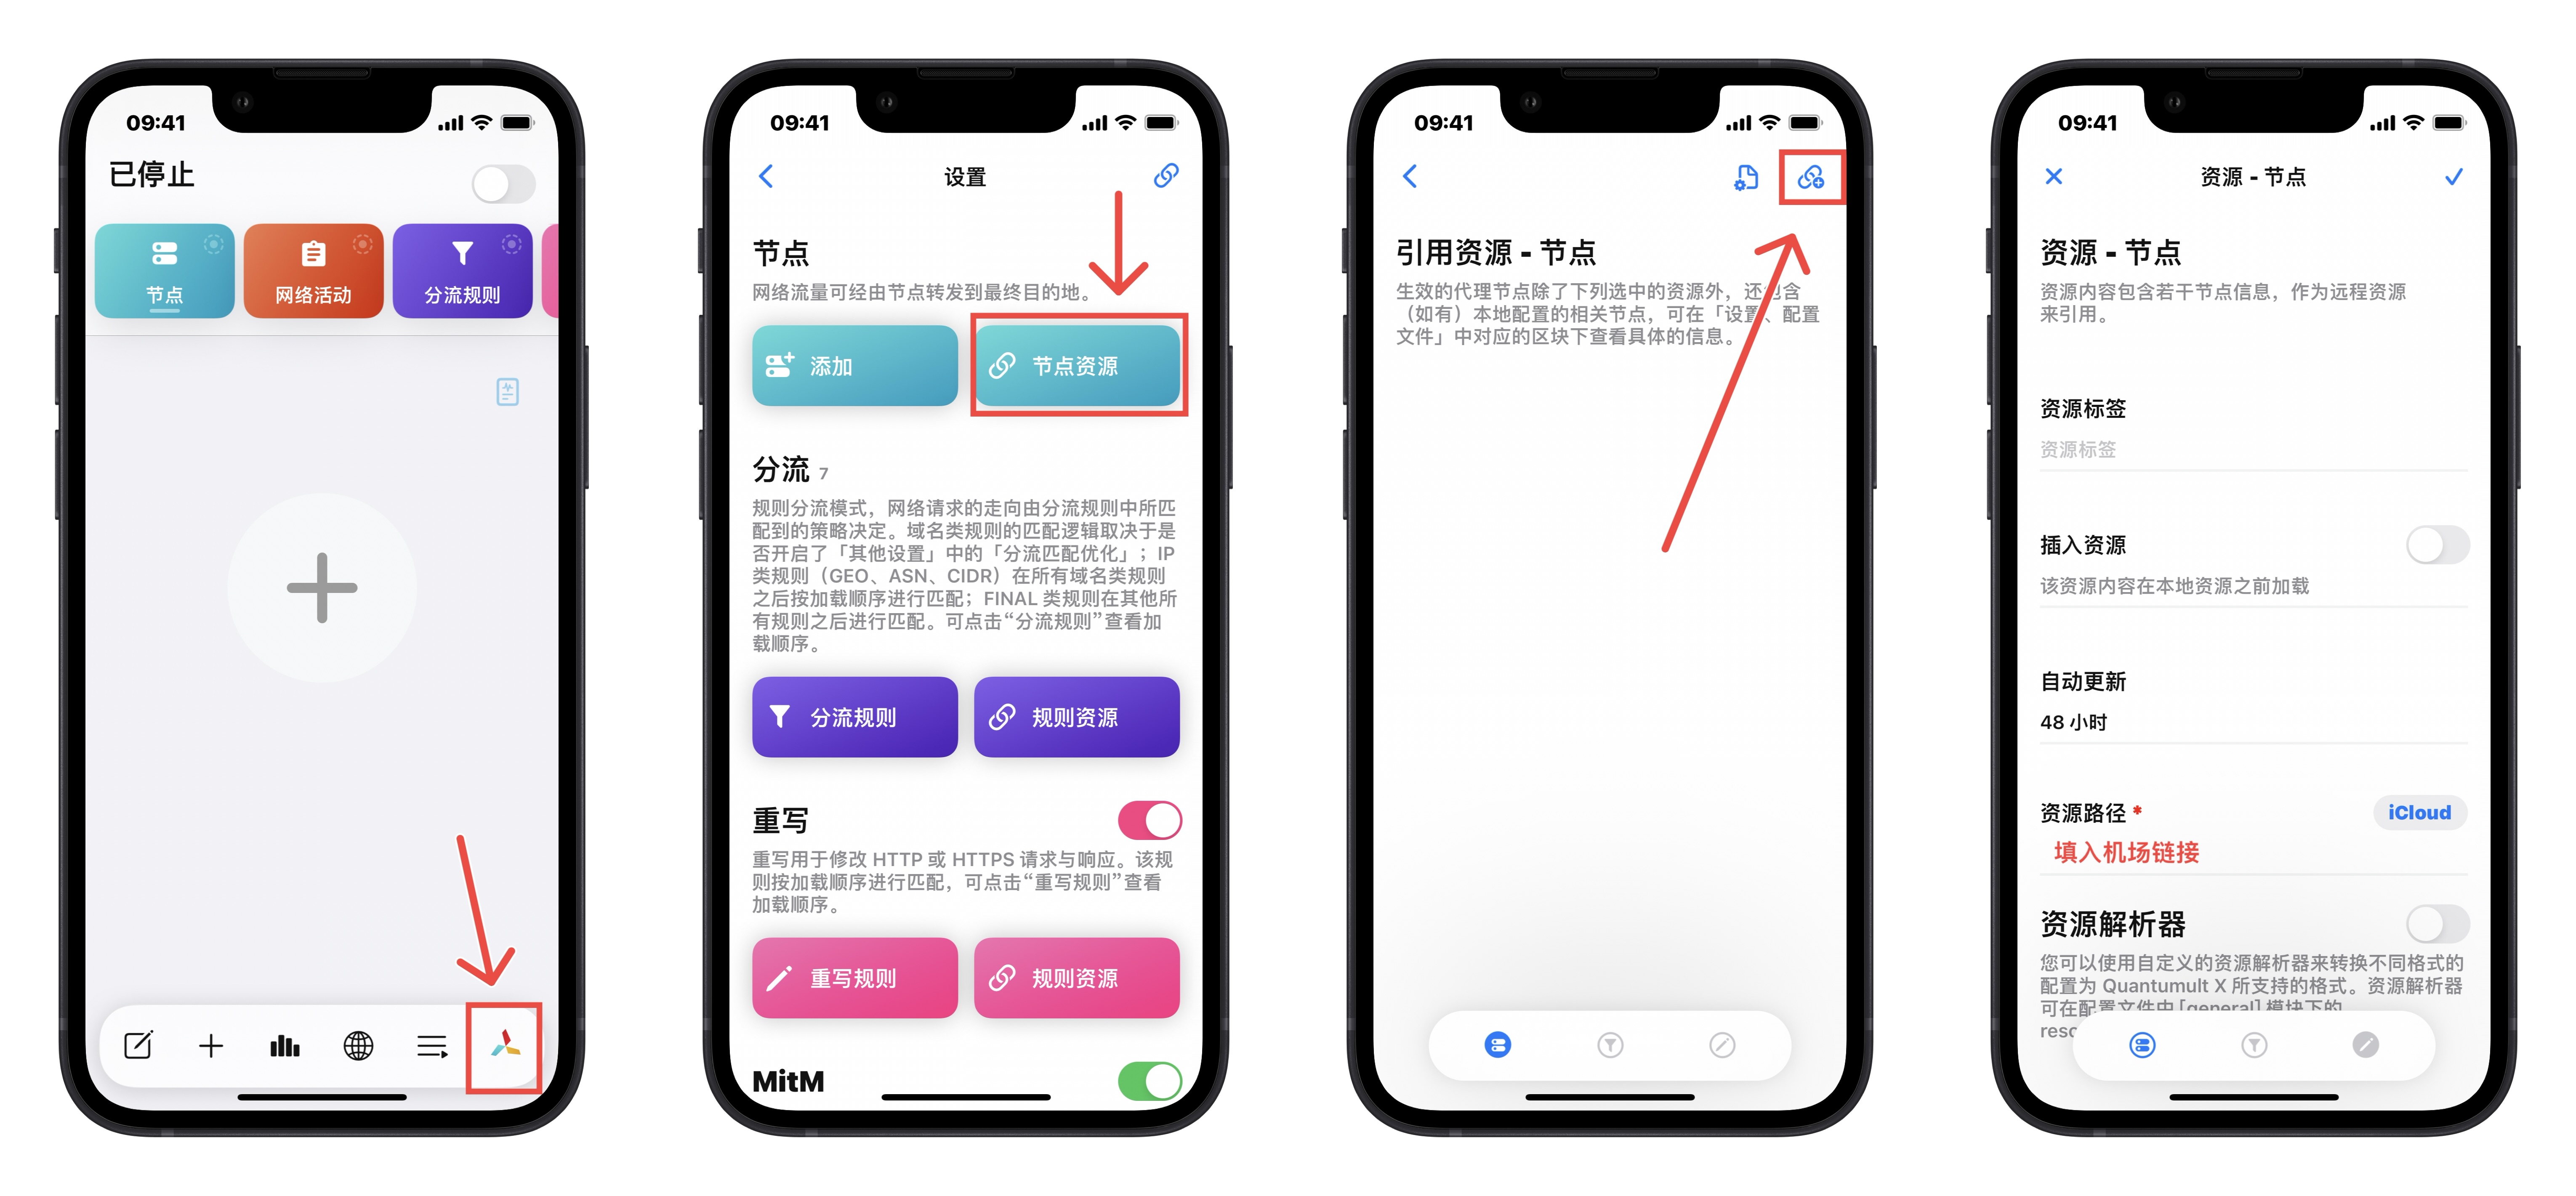 09:41
已停止
节点
网络活动
分流规则
09:41
设置
节点
网络流量可经由节点转发到最终目的地。
添加
节点资源
分流 7
规则分流模式，网络请求的走向由分流规则中所匹
配到的策略决定。域名类规则的匹配逻辑取决于是
否开启了「其他设置」中的「分流匹配优化」；IP
类规则（GEO、ASN、CIDR）在所有域名类规则
之后按加载顺序进行匹配；FINAL 类规则在其他所
有规则之后进行匹配。可点击“分流规则”查看加
载顺序。
分流规则
规则资源
重写
重写用于修改 HTTP 或 HTTPS 请求与响应。该规
则按加载顺序进行匹配，可点击“重写规则”查看
加载顺序。
重写规则
规则资源
MitM
09:41
引用资源 - 节点
生效的代理节点除了下列选中的资源外，还包含
（如有）本地配置的相关节点，可在「设置、配置
文件」中对应的区块下查看具体的信息。
09:41
资源 - 节点
资源 - 节点
资源内容包含若干节点信息，作为远程资源
来引用。
资源标签
资源标签
插入资源
该资源内容在本地资源之前加载
自动更新
48 小时
资源路径 *
iCloud
填入机场链接
资源解析器
您可以使用自定义的资源解析器来转换不同格式的
配置为 Quantumult X 所支持的格式。资源解析器
可在配置文件中 [general] 模块下的
resc